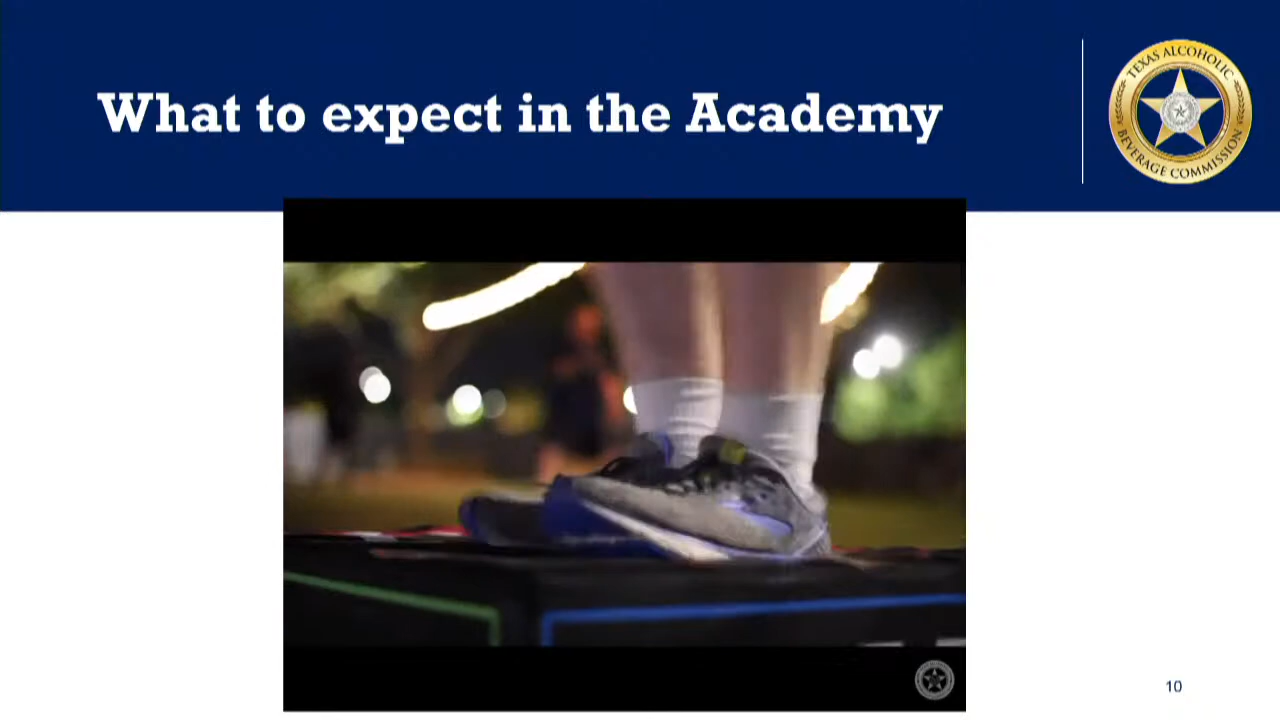 What to expect in the Academy
TEXAS ALCOHOLIC
BEVERAGE COMMISSION
10